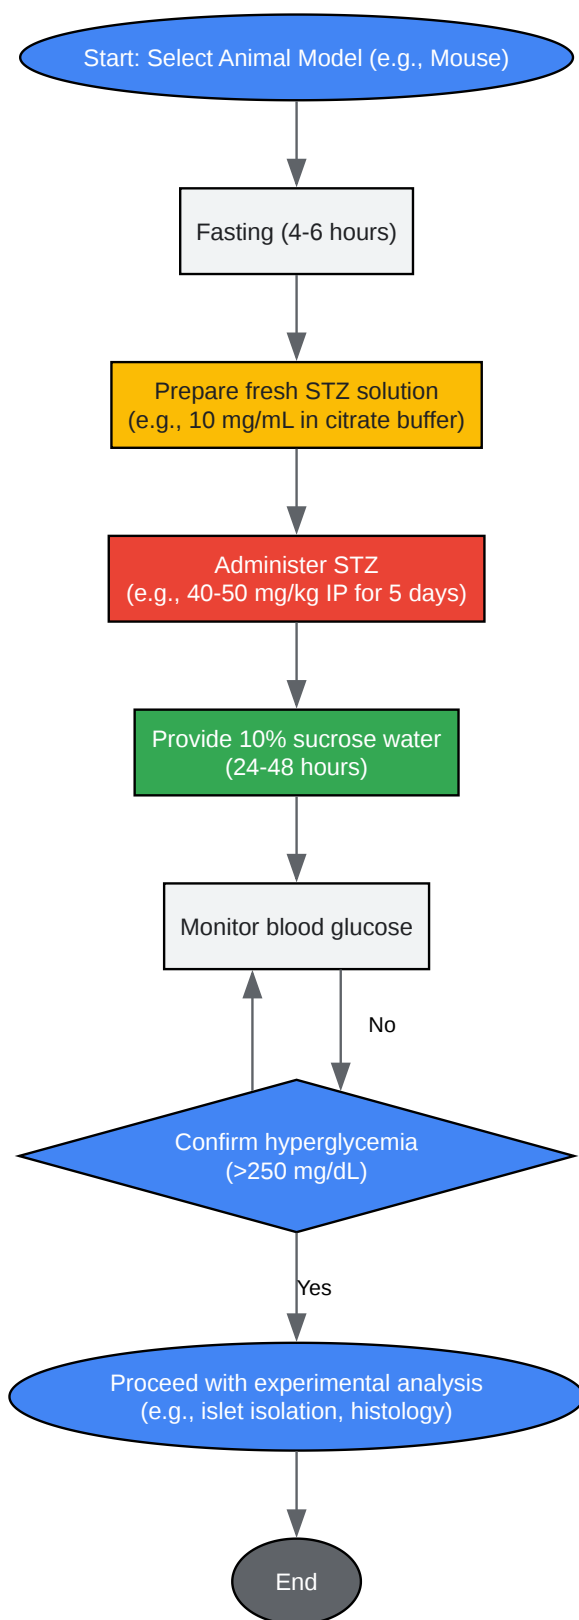 Start: Select Animal Model (e.g., Mouse)
Fasting (4-6 hours)
Prepare fresh STZ solution
(e.g., 10 mg/mL in citrate buffer)
Administer STZ
(e.g., 40-50 mg/kg IP for 5 days)
Provide 10% sucrose water
(24-48 hours)
Monitor blood glucose
No
Confirm hyperglycemia
(>250 mg/dL)
Yes
Proceed with experimental analysis
(e.g., islet isolation, histology)
End